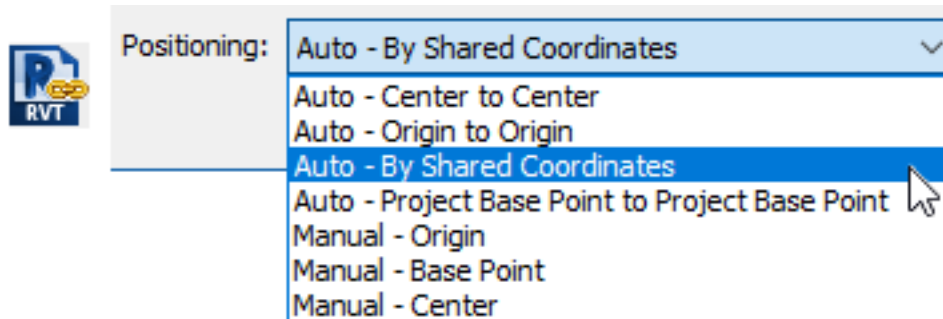 Positioning: Auto - By Shared Coordinates
Auto - Center to Center
Auto - Origin to Origin
Auto - By Shared Coordinates
Auto - Project Base Point to Project Base Point
Manual - Origin
Manual - Base Point
Manual - Center
R
RVT